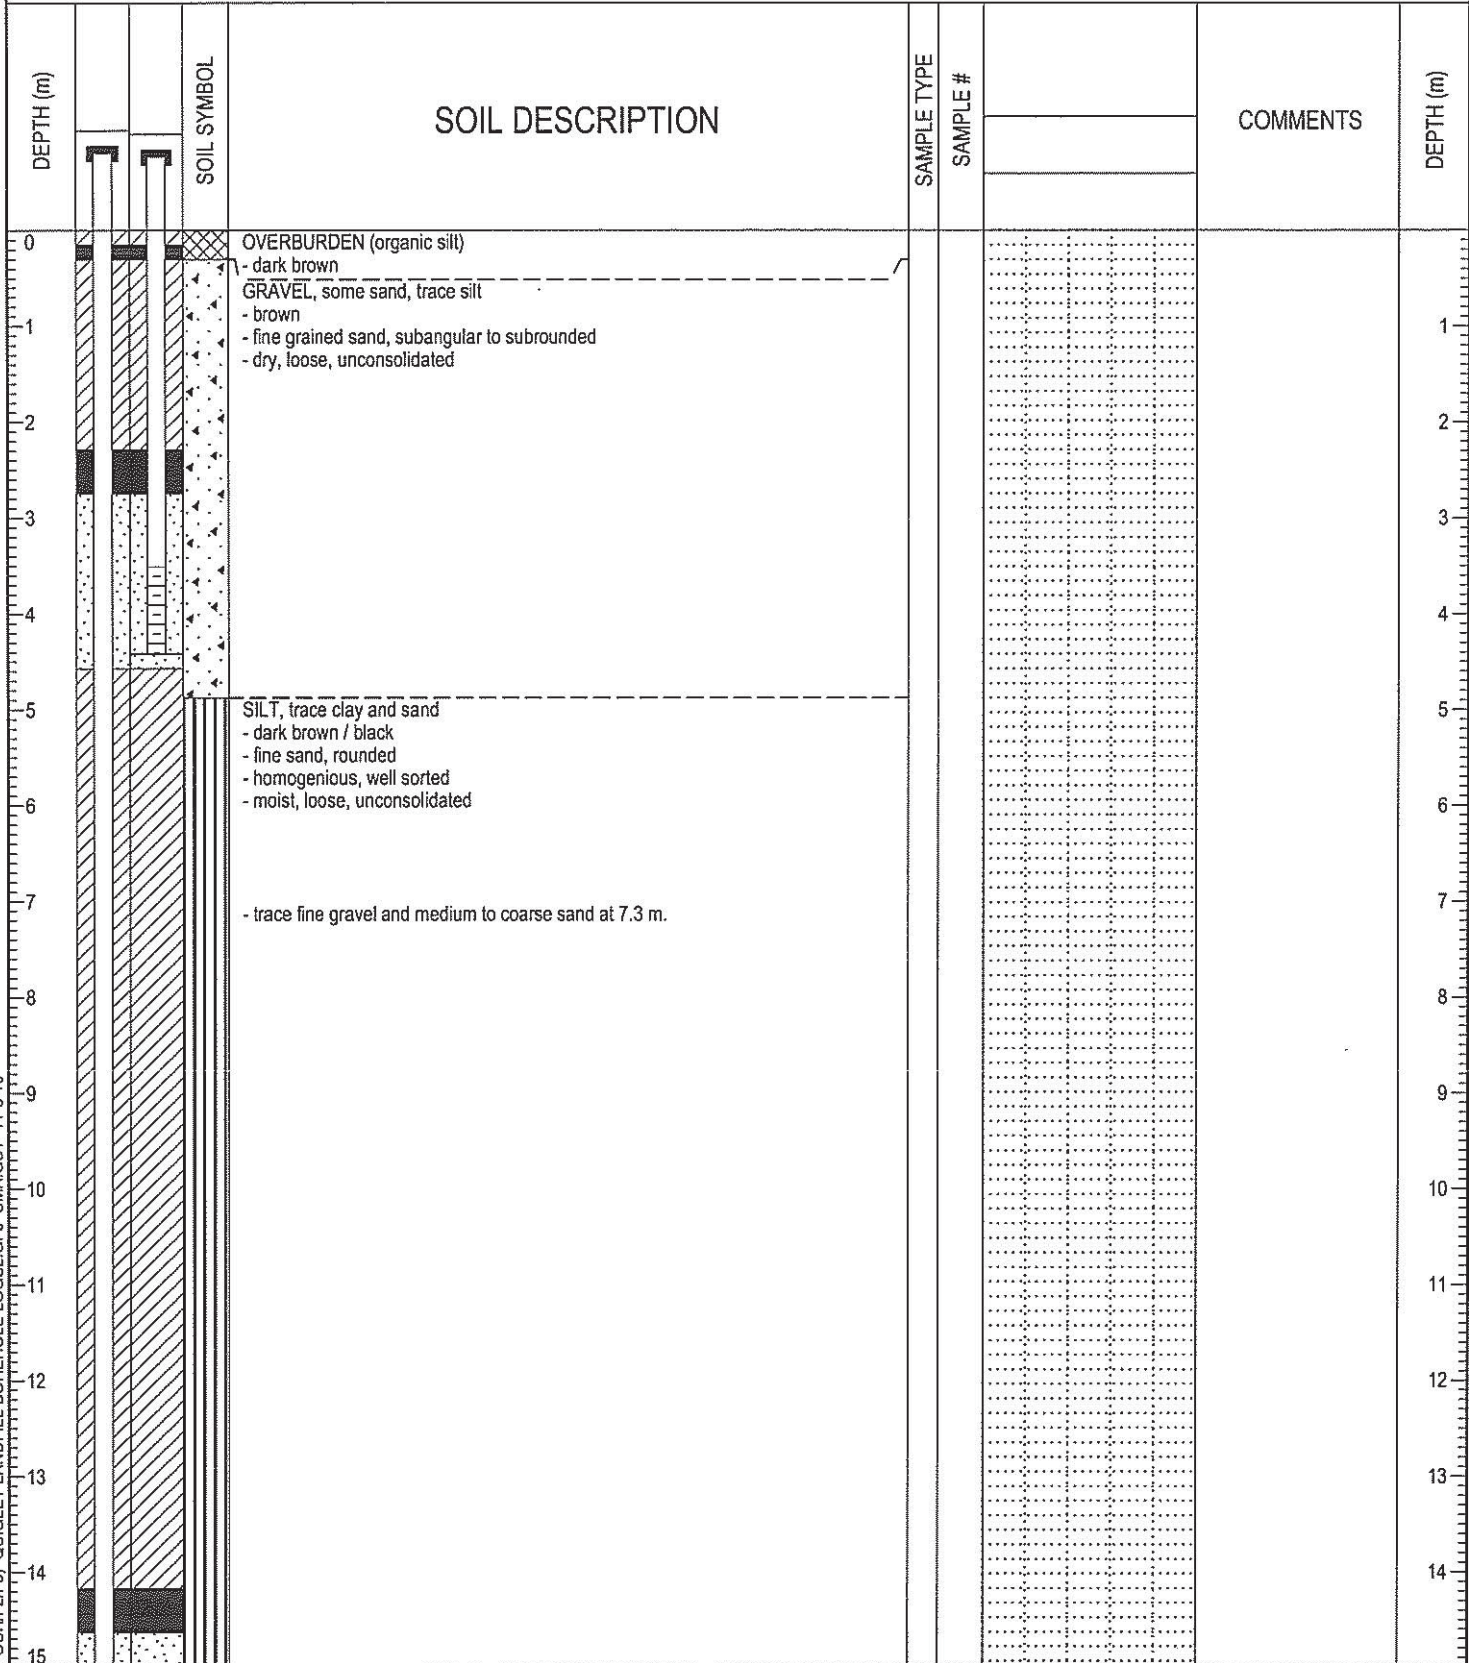 DEPTH (m)
SOIL SYMBOL
SOIL DESCRIPTION
SAMPLE TYPE
SAMPLE #
COMMENTS
DEPTH (m)
0
OVERBURDEN (organic silt)
- dark brown
GRAVEL, some sand, trace silt
- brown
- fine grained sand, subangular to subrounded
- dry, loose, unconsolidated
1
1
2
2
3
3
4
4
5
5
SILT, trace clay and sand
- dark brown / black
- fine sand, rounded
- homogenious, well sorted
- moist, loose, unconsolidated
6
6
7
7
- trace fine gravel and medium to coarse sand at 7.3 m.
8
8
9
9
10
10
11
11
12
12
13
13
14
14
15